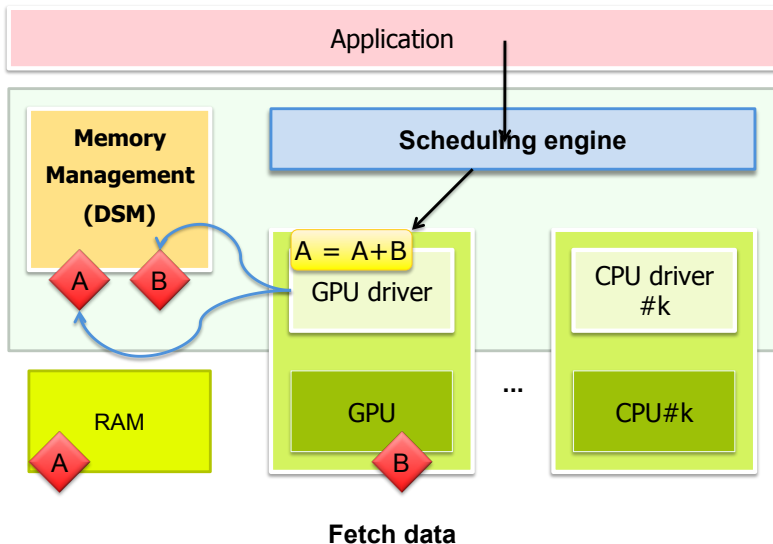 Application
Memory
Management
(DSM)
Scheduling engine
A
B
A = A+B
GPU driver
CPU driver
#k
RAM
A
GPU
B
...
CPU#k
Fetch data